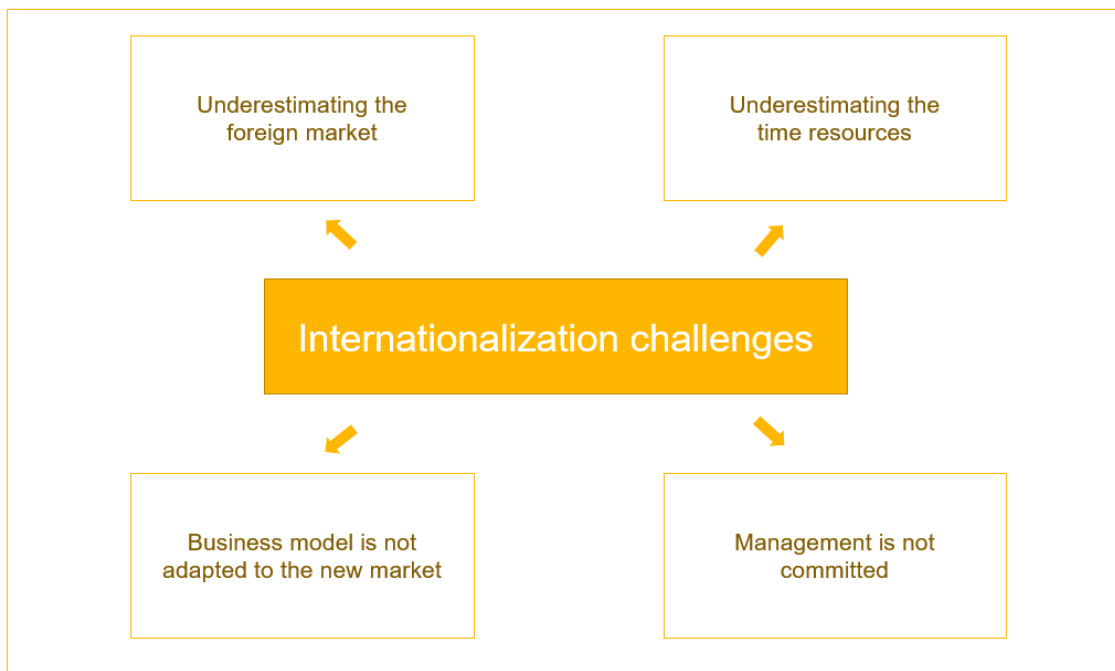 Underestimating the
foreign market
Underestimating the
time resources
Internationalization challenges
Business model is not
adapted to the new market
Management is not
committed